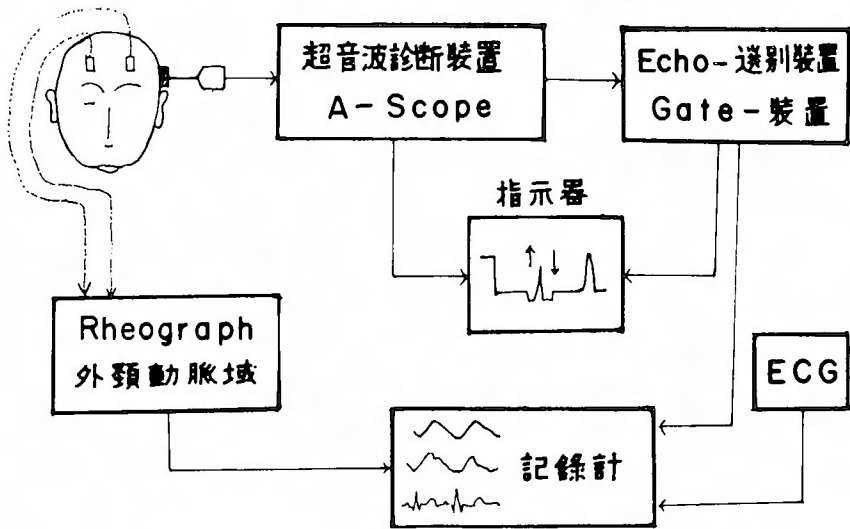 超音波診断装置
A-Scope
Echo-選別装置
Gate-装置
指示器
Rheograph
外頚動脈域
ECG
記録計